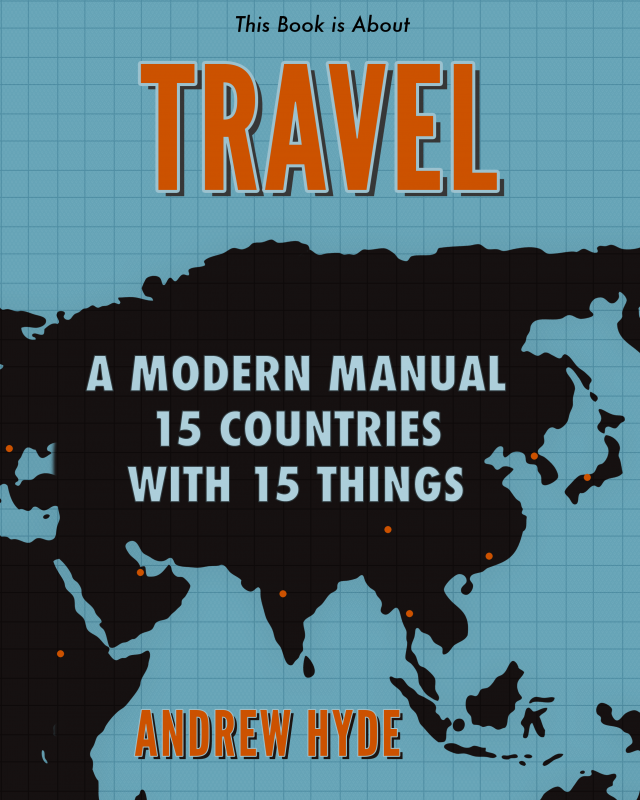 This Book is About
TRAVEL
A MODERN MANUAL
15 COUNTRIES
WITH 15 THINGS
ANDREW HYDE